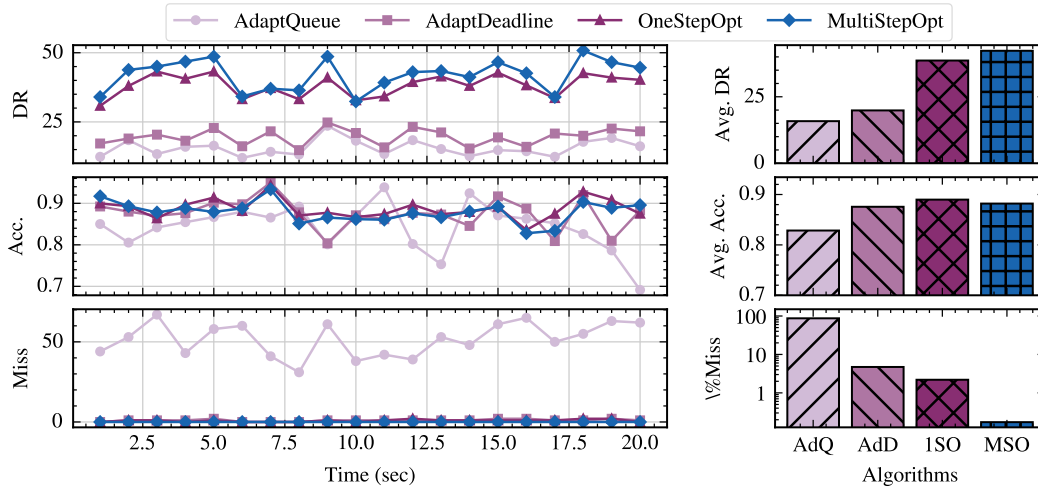 AdaptQueue AdaptDeadline OneStepOpt MultiStepOpt
DR
50
25
Acc.
0.9
0.8
0.7
Miss
50
0
2.5 5.0 7.5 10.0 12.5 15.0 17.5 20.0
Time (sec)
Avg. DR
25
0
Avg. Acc.
0.9
0.8
0.7
\%Miss
100
10
1
AdQ AdD 1SO MSO
Algorithms